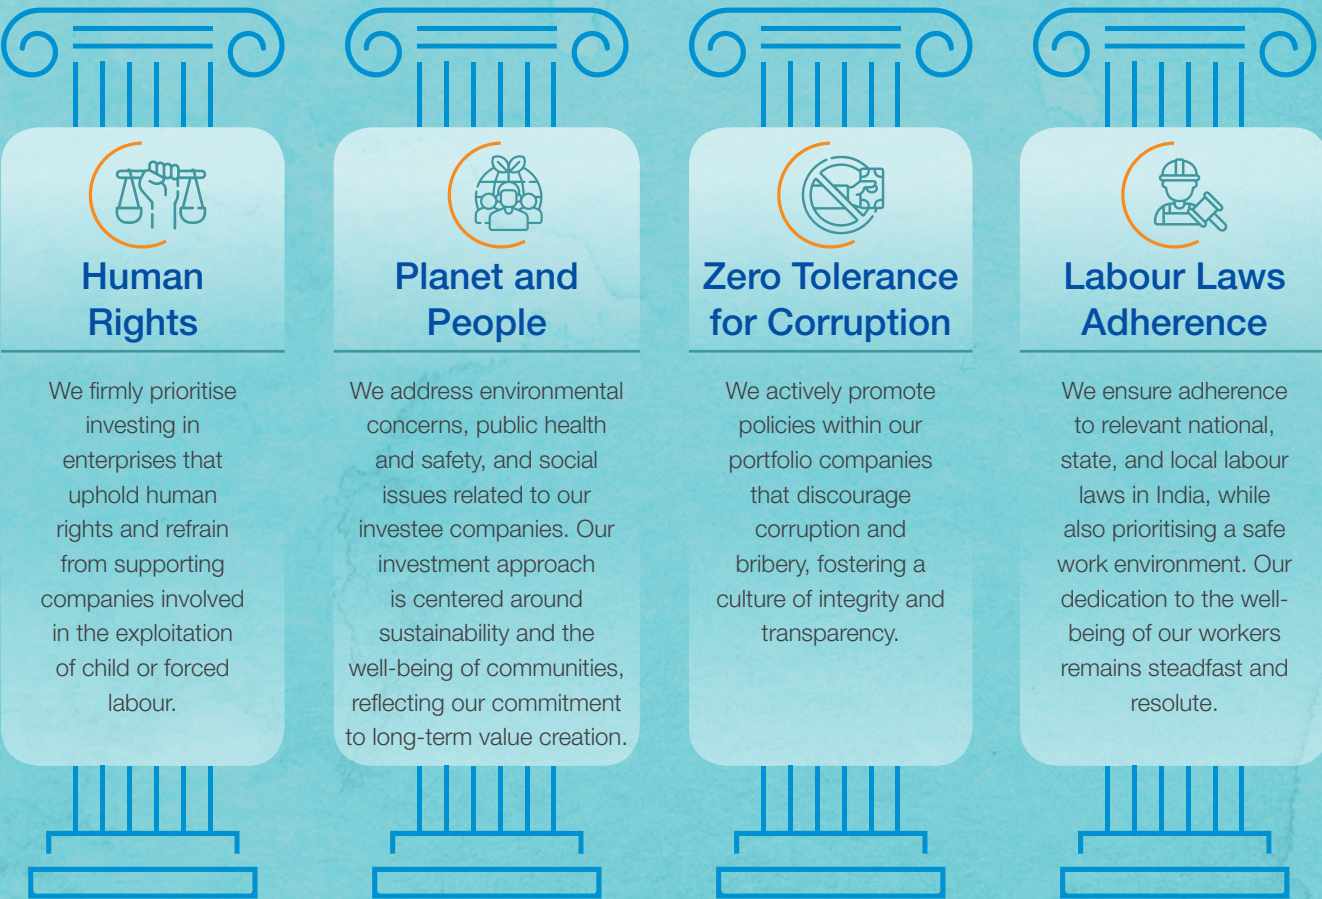 Human
Rights
We firmly prioritise
investing in
enterprises that
uphold human
rights and refrain
from supporting
companies involved
in the exploitation
of child or forced
labour.
Planet and
People
We address environmental
concerns, public health
and safety, and social
issues related to our
investee companies. Our
investment approach
is centered around
sustainability and the
well-being of communities,
reflecting our commitment
to long-term value creation.
Zero Tolerance
for Corruption
We actively promote
policies within our
portfolio companies
that discourage
corruption and
bribery, fostering a
culture of integrity and
transparency.
Labour Laws
Adherence
We ensure adherence
to relevant national,
state, and local labour
laws in India, while
also prioritising a safe
work environment. Our
dedication to the well-
being of our workers
remains steadfast and
resolute.